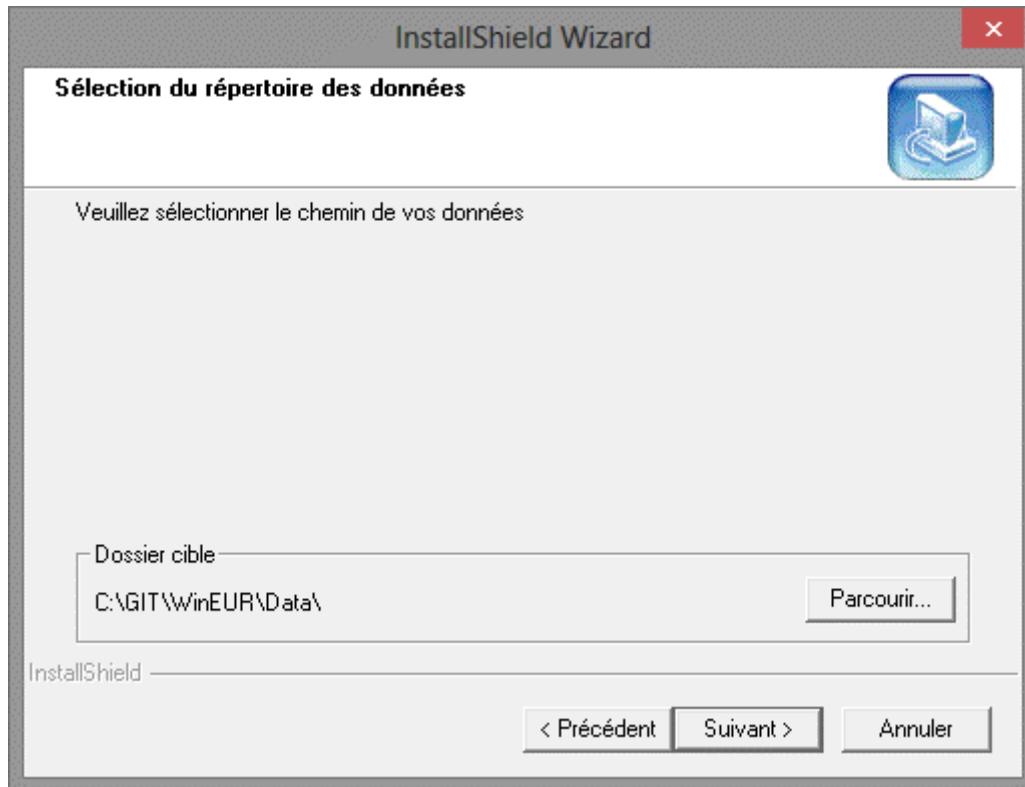 InstallShield Wizard
Sélection du répertoire des données
Veuillez sélectionner le chemin de vos données
Dossier cible
C:\GIT\WinEUR\Data\
Parcourir...
InstallShield
< Précédent
Suivant >
Annuler